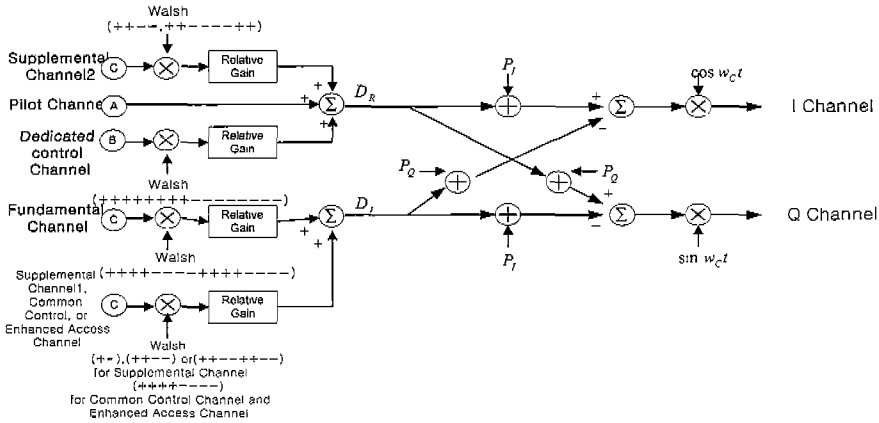 Walsh
(++--,++----++)
Supplemental
Channel2
C
Relative
Gain
Pilot Channel
A
Dedicated
control
Channel
B
Relative
Gain
Walsh
(++++++++--------)
Fundamental
Channel
C
Relative
Gain
Walsh
(++++----++++----)
Supplemental
Channel1,
Common
Control, or
Enhanced Access
Channel
C
Relative
Gain
Walsh
(+-),(++--) or(++--++--)
for Supplemental Channel
(++++----)
for Common Control Channel and
Enhanced Access Channel
+
+ Σ
+
D_R
Σ
+
+
D_I
P_I
+
P_Q
+
+
P_Q
+
P_I
+
Σ
-
+
Σ
-
cos w_C t
I Channel
Q Channel
sin w_C t